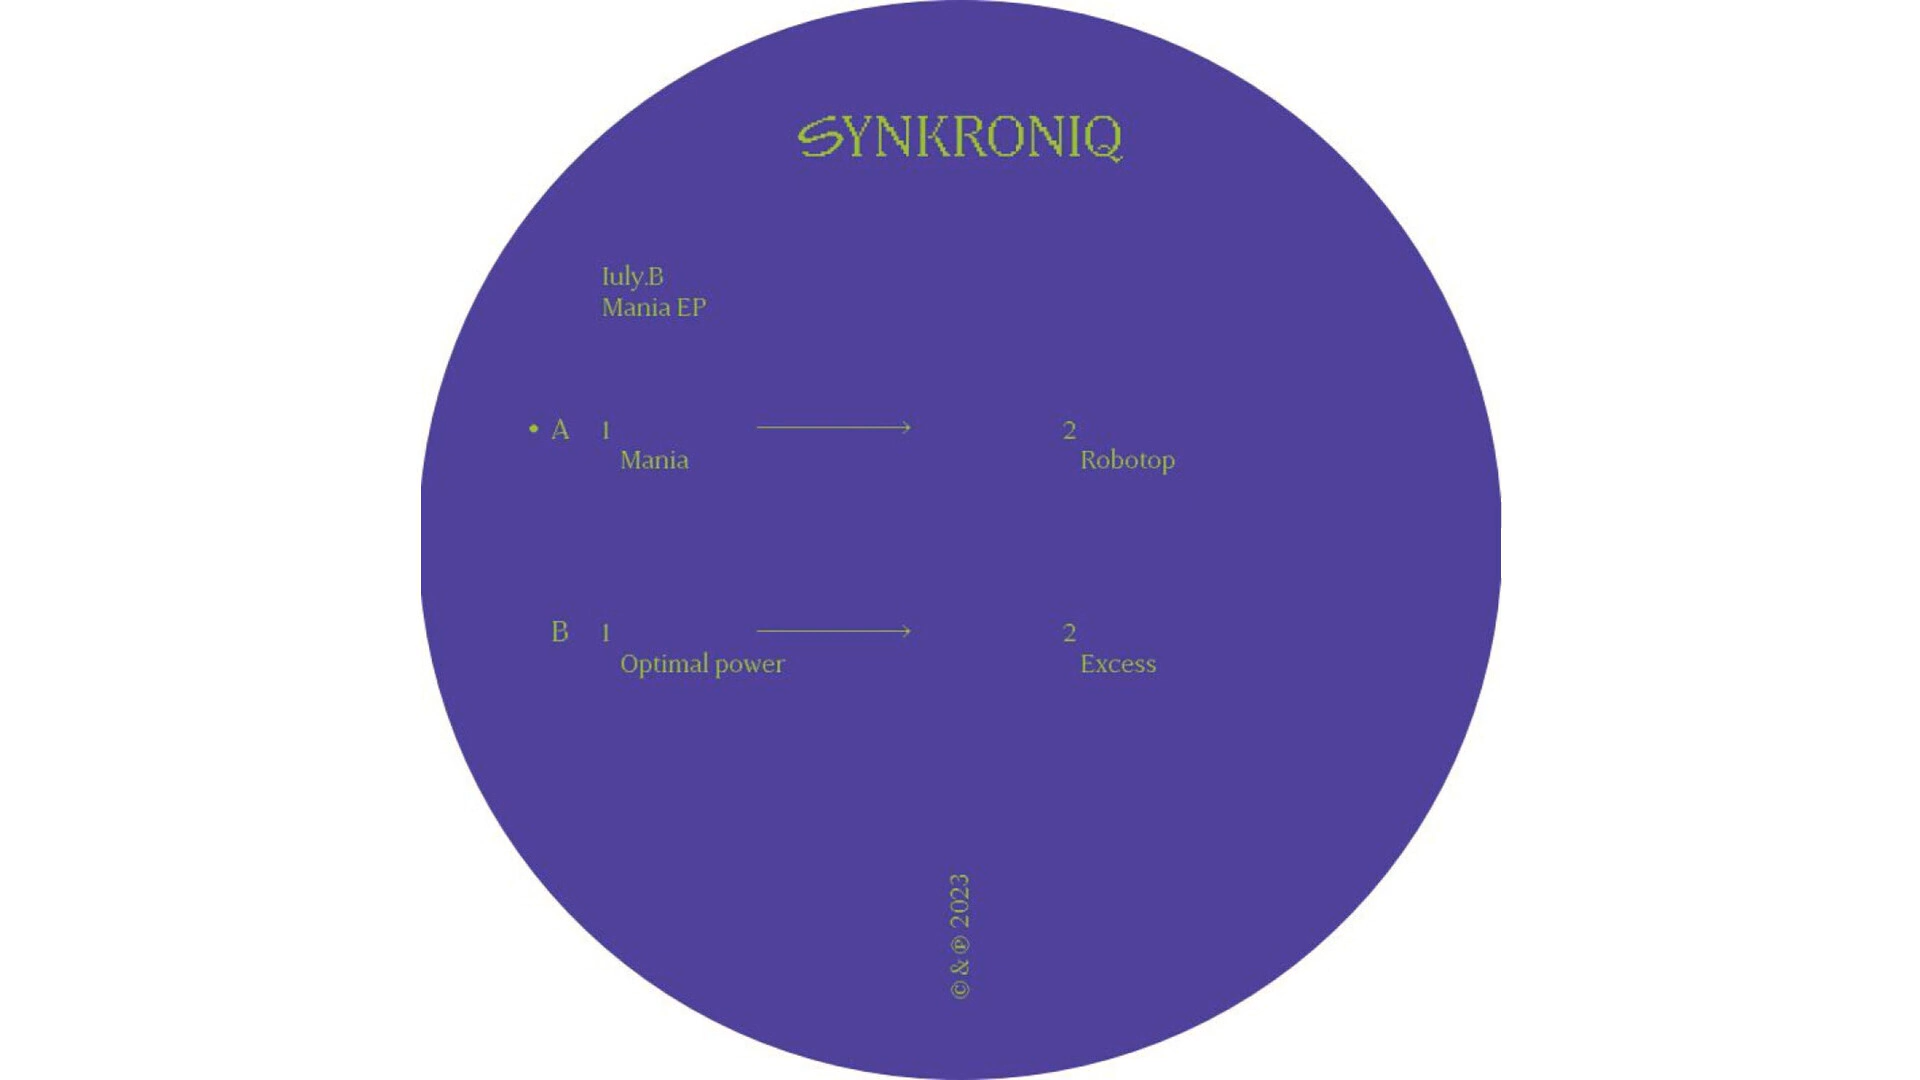 SYNKRONIQ
Iuly.B
Mania EP
• A 1 → 2
Mania Robotop
B 1 → 2
Optimal power Excess
© & ℗ 2023